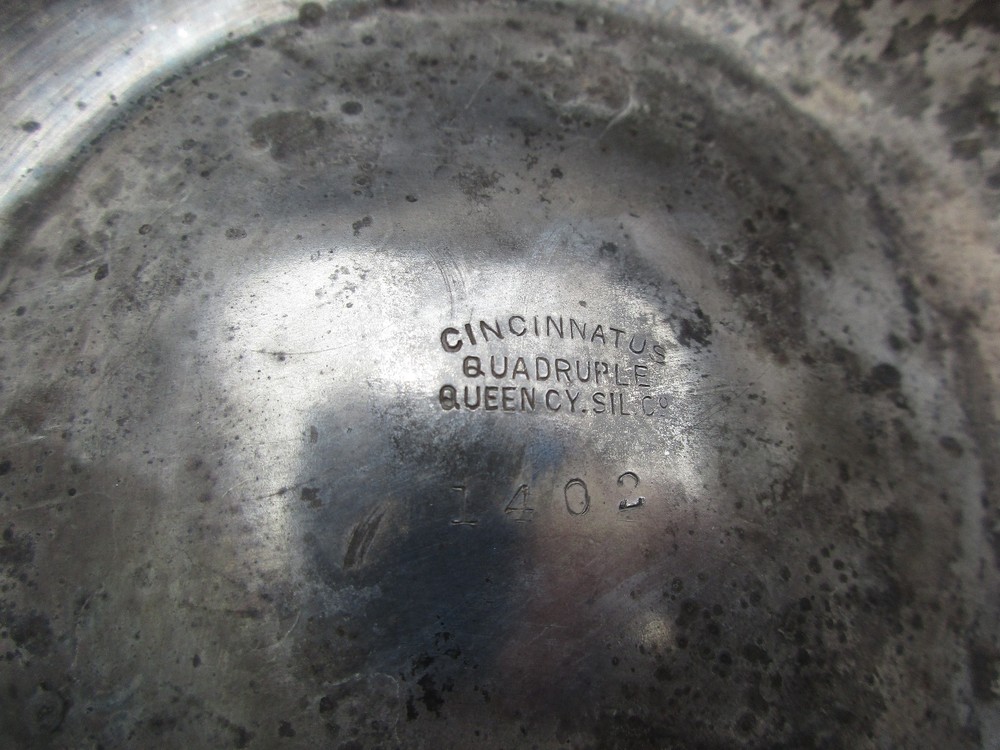 CINCINNATUS
QUADRUPLE
QUEEN CY. SIL Co
1402